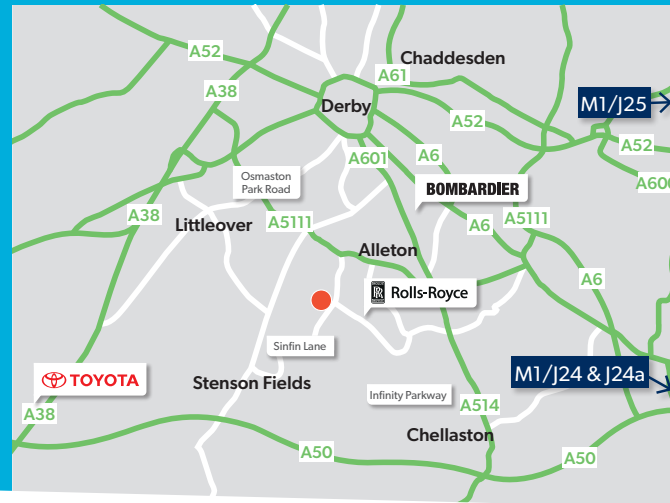 A52
Chaddesden
A61
A38
M1/J25
Derby
A52
A52
A601
A6
Osmaston
Park Road
BOMBARDIER
A38
Littleover
A5111
A6
A5111
Alleton
A6
Rolls-Royce
Sinfin Lane
M1/J24 & J24a
TOYOTA
Stenson Fields
Infinity Parkway
A38
A514
Chellaston
A50
A50